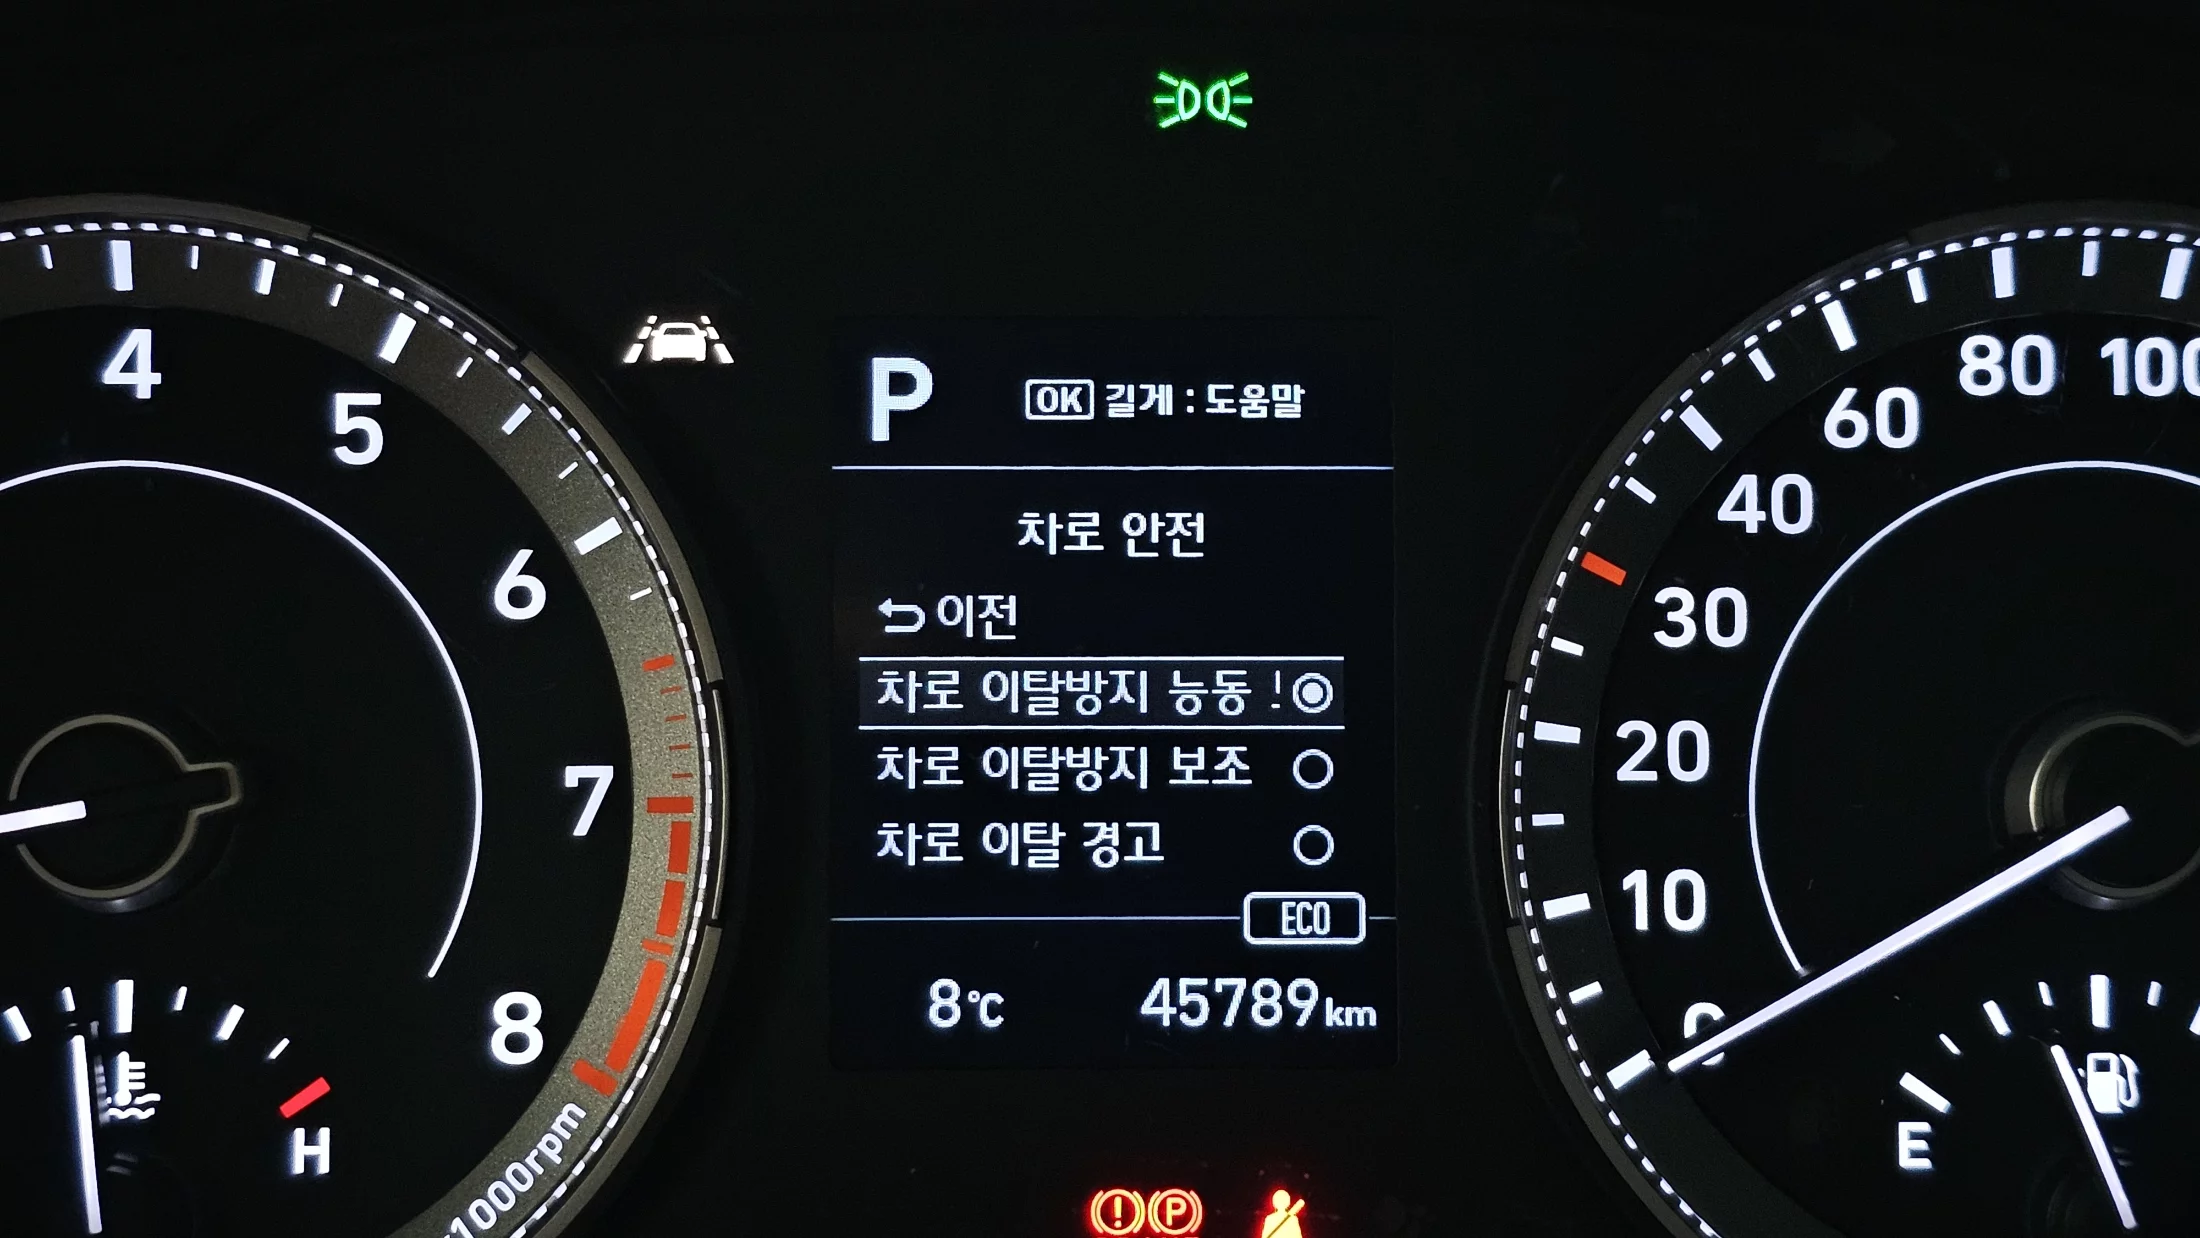 4
5
6
7
8
x1000rpm
H
P
OK 길게 : 도움말
차로 안전
이전
차로 이탈방지 능동
차로 이탈방지 보조
차로 이탈 경고
ECO
8°C 45789km
100
80
60
40
30
20
10
0
E
P